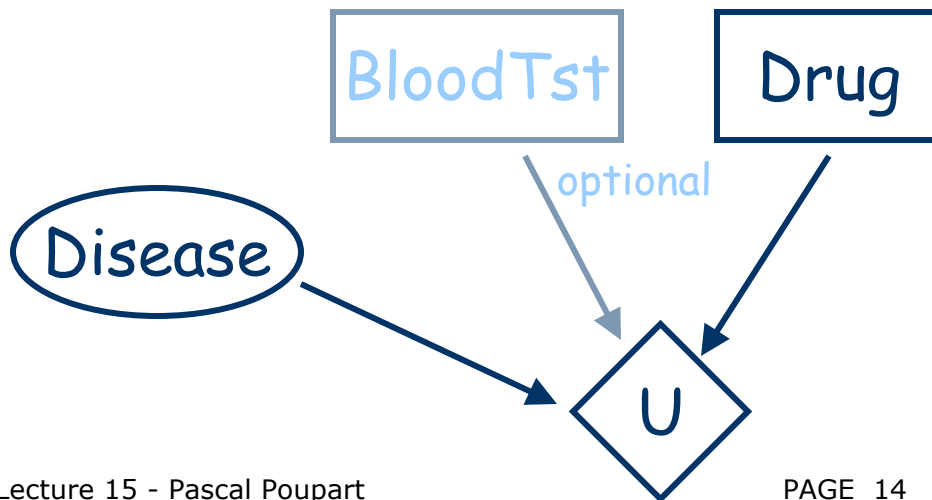 BloodTst
Drug
optional
Disease
U
Lecture 15 - Pascal Poupart
PAGE 14